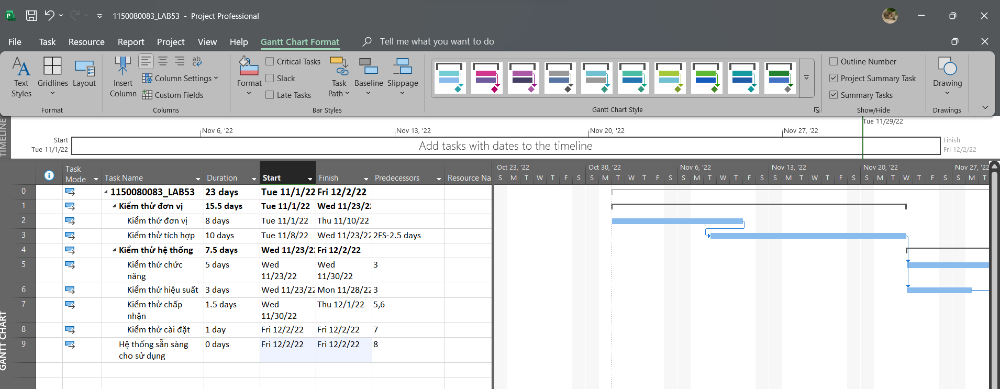 1150080083_LAB53 - Project Professional
File Task Resource Report Project View Help Gantt Chart Format Tell me what you want to do
Text Styles
Gridlines
Layout
Format
Insert Column
ab
Column Settings
Custom Fields
Columns
Format
Critical Tasks
Slack
Late Tasks
Task Path
Baseline
Slippage
Bar Styles
Gantt Chart Style
Outline Number
Project Summary Task
Summary Tasks
Show/Hide
Drawing
Drawings
TIMELINE
Tue 11/29/22
Nov 6, '22 Nov 13, '22 Nov 20, '22 Nov 27, '22
Start
Tue 11/1/22
Add tasks with dates to the timeline
Finish
Fri 12/2/22
GANTT CHART
Task Mode Task Name Duration Start Finish Predecessors Resource Na
Oct 23, '22 Oct 30, '22 Nov 6, '22 Nov 13, '22 Nov 20, '22 Nov 27, '22
S M T W T F S S M T W T F S S M T W T F S S M T W T F S S M T W T F S S M T
0 1150080083_LAB53 23 days Tue 11/1/22 Fri 12/2/22
1 Kiểm thử đơn vị 15.5 days Tue 11/1/22 Wed 11/23/2
2 Kiểm thử đơn vị 8 days Tue 11/1/22 Thu 11/10/22
3 Kiểm thử tích hợp 10 days Tue 11/8/22 Wed 11/23/22 2FS-2.5 days
4 Kiểm thử hệ thống 7.5 days Wed 11/23/2 Fri 12/2/22
5 Kiểm thử chức 5 days Wed Wed 3
năng 11/23/22 11/30/22
6 Kiểm thử hiệu suất 3 days Wed 11/23/22 Mon 11/28/22 3
7 Kiểm thử chấp 1.5 days Wed Thu 12/1/22 5,6
nhận 11/30/22
8 Kiểm thử cài đặt 1 day Fri 12/2/22 Fri 12/2/22 7
9 Hệ thống sẵn sàng 0 days Fri 12/2/22 Fri 12/2/22 8
cho sử dụng